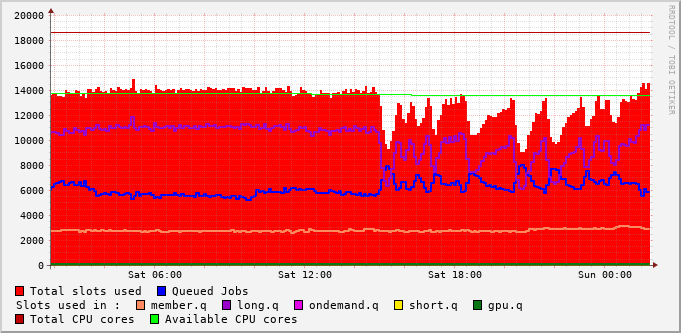 20000
18000
16000
14000
12000
10000
8000
6000
4000
2000
0
Sat 06:00 Sat 12:00 Sat 18:00 Sun 00:00
RRDTOOL / TOBI OETIKER
Total slots used Queued Jobs
Slots used in : member.q long.q ondemand.q short.q gpu.q
Total CPU cores Available CPU cores